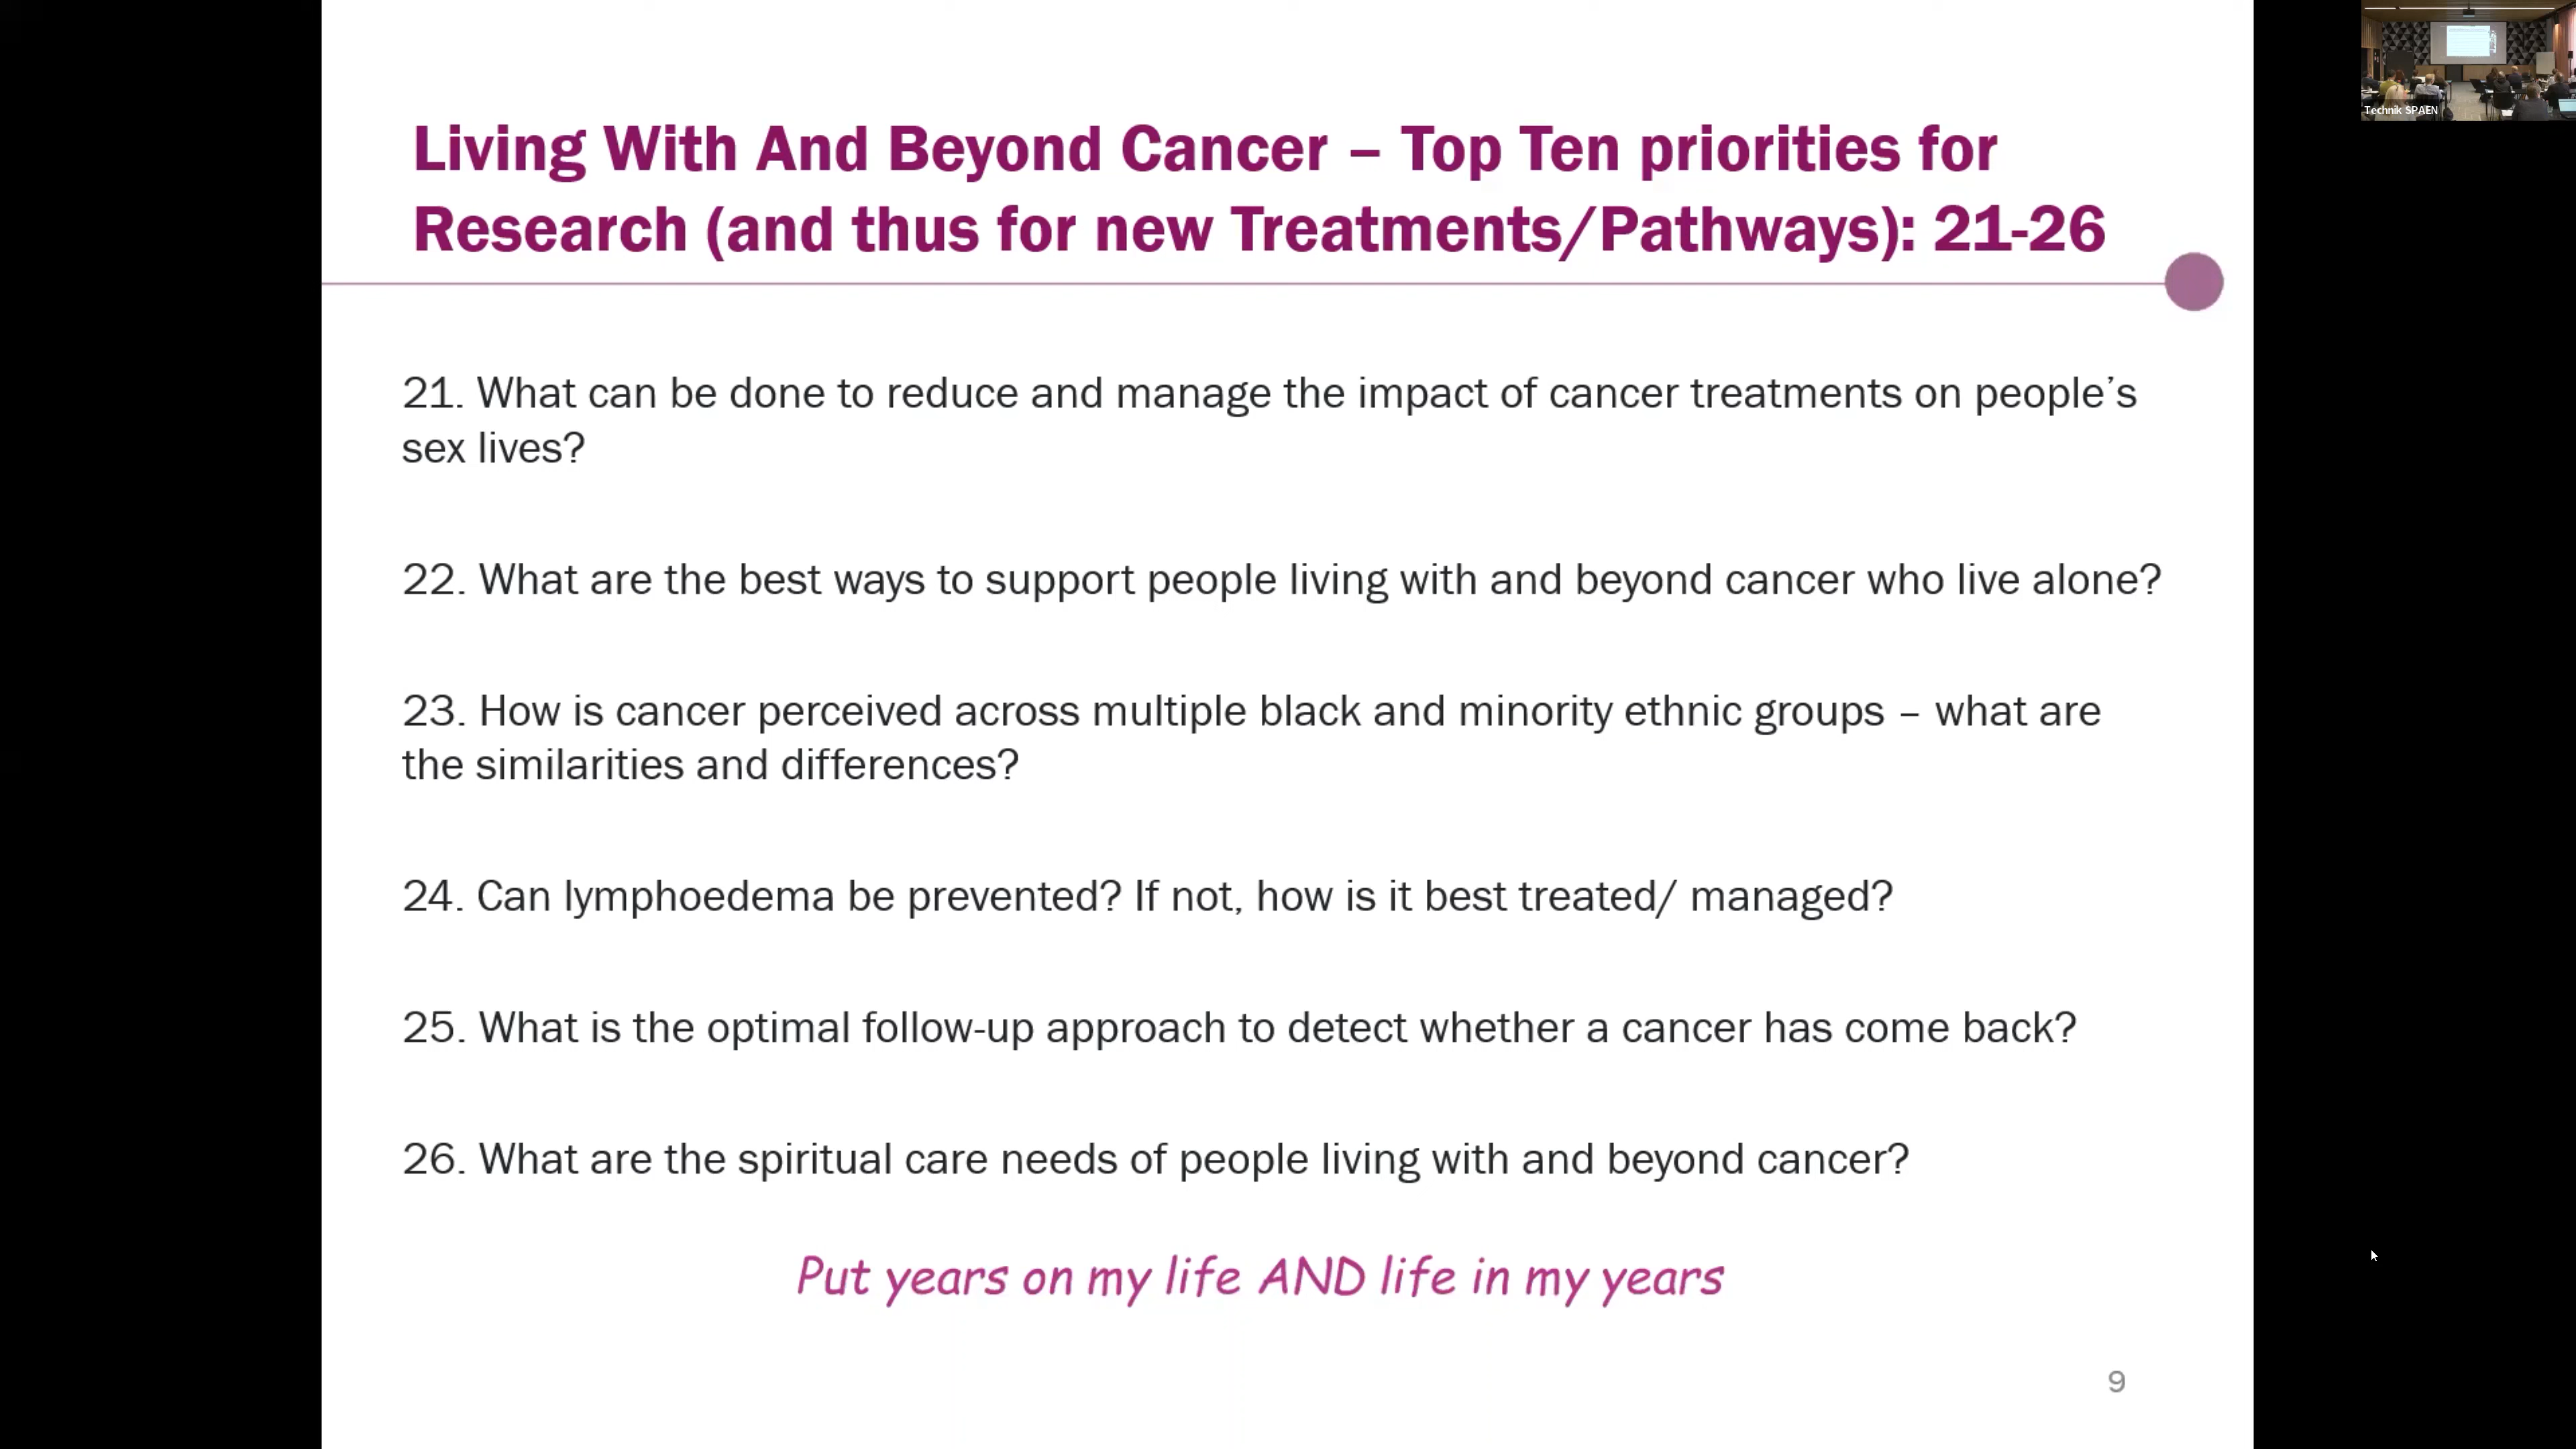 Living With And Beyond Cancer – Top Ten priorities for
Research (and thus for new Treatments/Pathways): 21-26
21. What can be done to reduce and manage the impact of cancer treatments on people’s
sex lives?
22. What are the best ways to support people living with and beyond cancer who live alone?
23. How is cancer perceived across multiple black and minority ethnic groups – what are
the similarities and differences?
24. Can lymphoedema be prevented? If not, how is it best treated/ managed?
25. What is the optimal follow-up approach to detect whether a cancer has come back?
26. What are the spiritual care needs of people living with and beyond cancer?
Put years on my life AND life in my years
9
Technik SPAEN